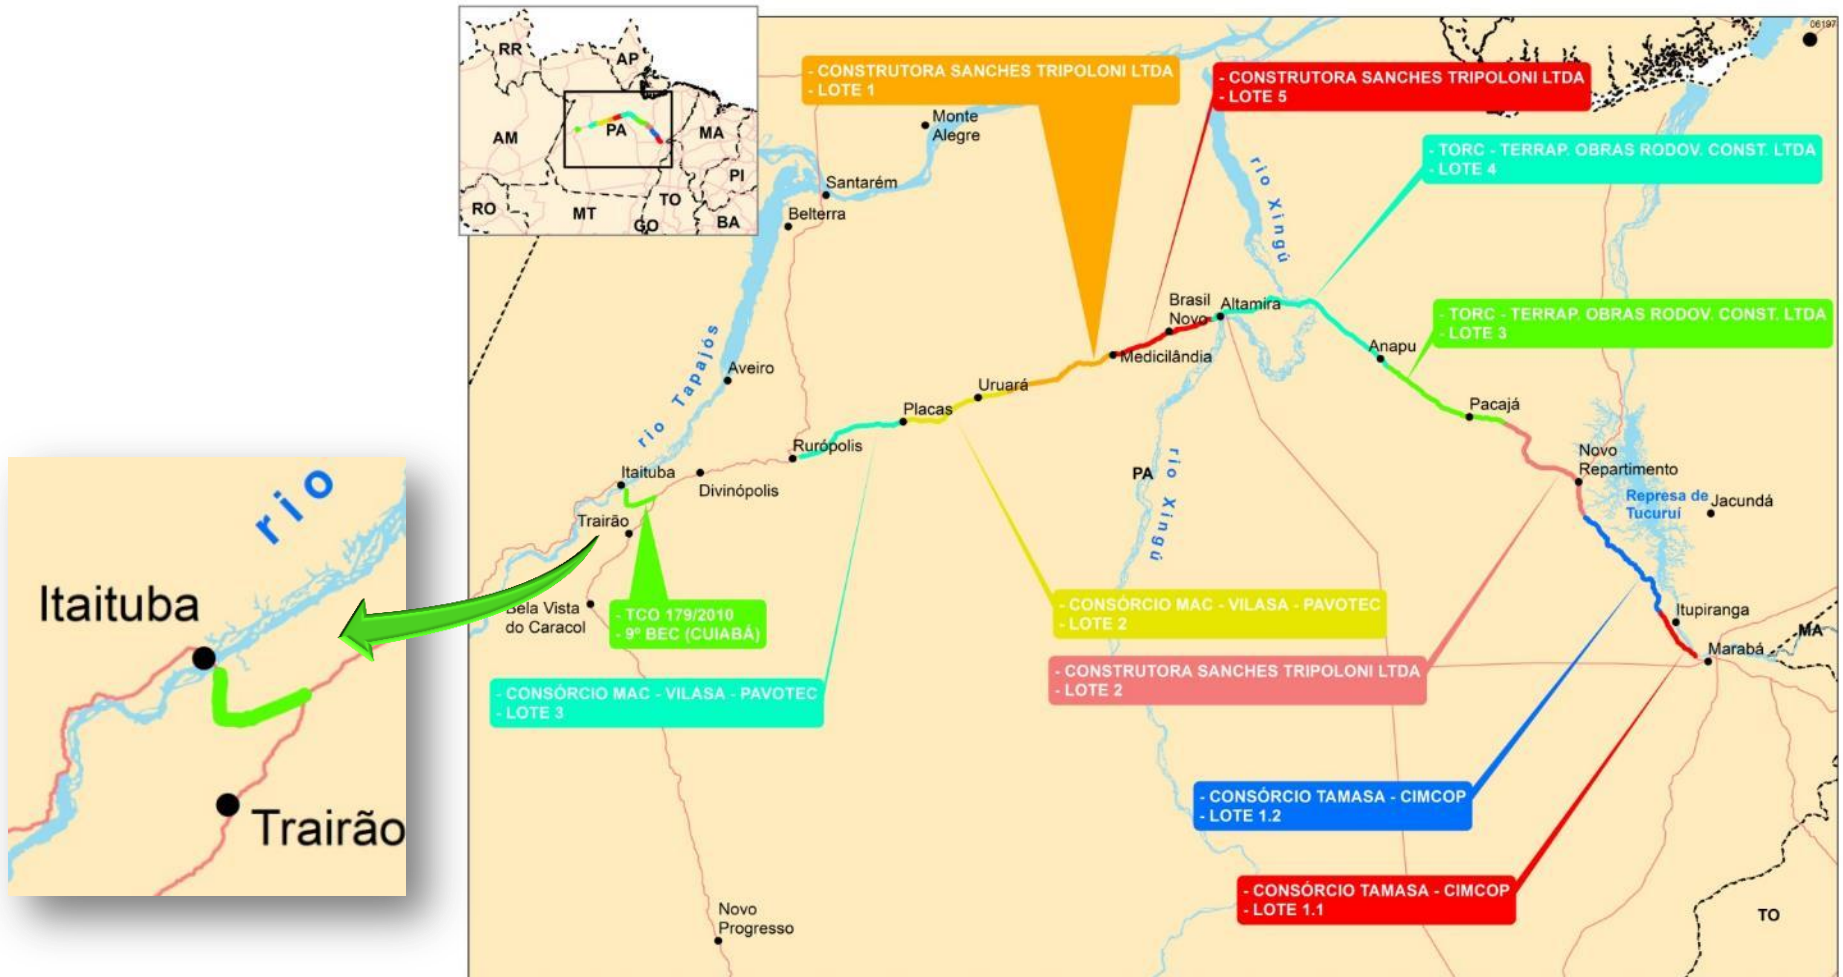 06197
RR
AP
AM
PA
MA
PI
RO
MT
TO
GO
BA
- CONSTRUTORA SANCHES TRIPOLONI LTDA
- LOTE 1
- CONSTRUTORA SANCHES TRIPOLONI LTDA
- LOTE 5
Monte
Alegre
- TORC - TERRAP. OBRAS RODOV. CONST. LTDA
- LOTE 4
Santarém
Belterra
rio Xingú
Brasil
Novo
Altamira
- TORC - TERRAP. OBRAS RODOV. CONST. LTDA
- LOTE 3
rio Tapajós
Aveiro
Medicilândia
Anapu
Uruará
Placas
Pacajá
Rurópolis
Novo
Repartimento
Itaituba
Divinópolis
PA
rio Xingú
Represa de
Tucuruí
Jacundá
Trairão
Bela Vista
do Caracol
- TCO 179/2010
- 9º BEC (CUIABÁ)
- CONSÓRCIO MAC - VILASA - PAVOTEC
- LOTE 2
Itupiranga
MA
Marabá
- CONSTRUTORA SANCHES TRIPOLONI LTDA
- LOTE 2
- CONSÓRCIO MAC - VILASA - PAVOTEC
- LOTE 3
- CONSÓRCIO TAMASA - CIMCOP
- LOTE 1.2
- CONSÓRCIO TAMASA - CIMCOP
- LOTE 1.1
TO
Novo
Progresso
rio
Itaituba
Trairão